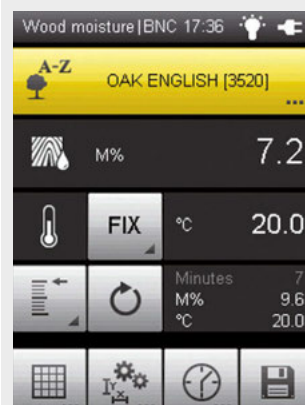 Wood moisture|BNC 17:36
A-Z
OAK ENGLISH [3520]
...
M% 7.2
FIX °C 20.0
Minutes 7
M% 9.6
°C 20.0